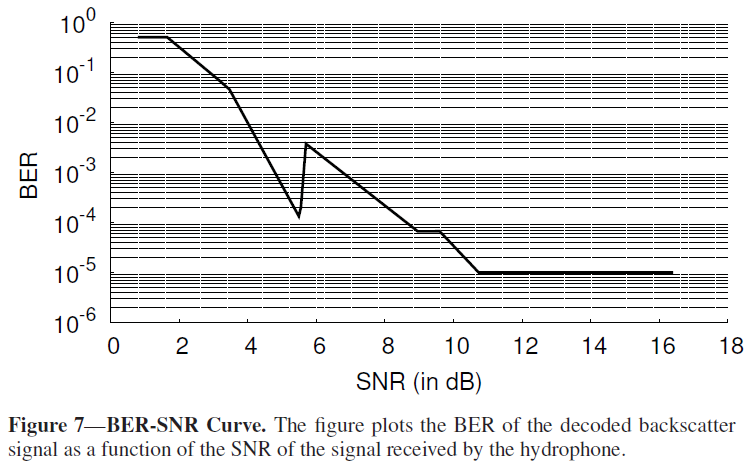 10^0
10^-1
10^-2
10^-3
10^-4
10^-5
10^-6
BER
0 2 4 6 8 10 12 14 16 18
SNR (in dB)
Figure 7—BER-SNR Curve. The figure plots the BER of the decoded backscatter
signal as a function of the SNR of the signal received by the hydrophone.